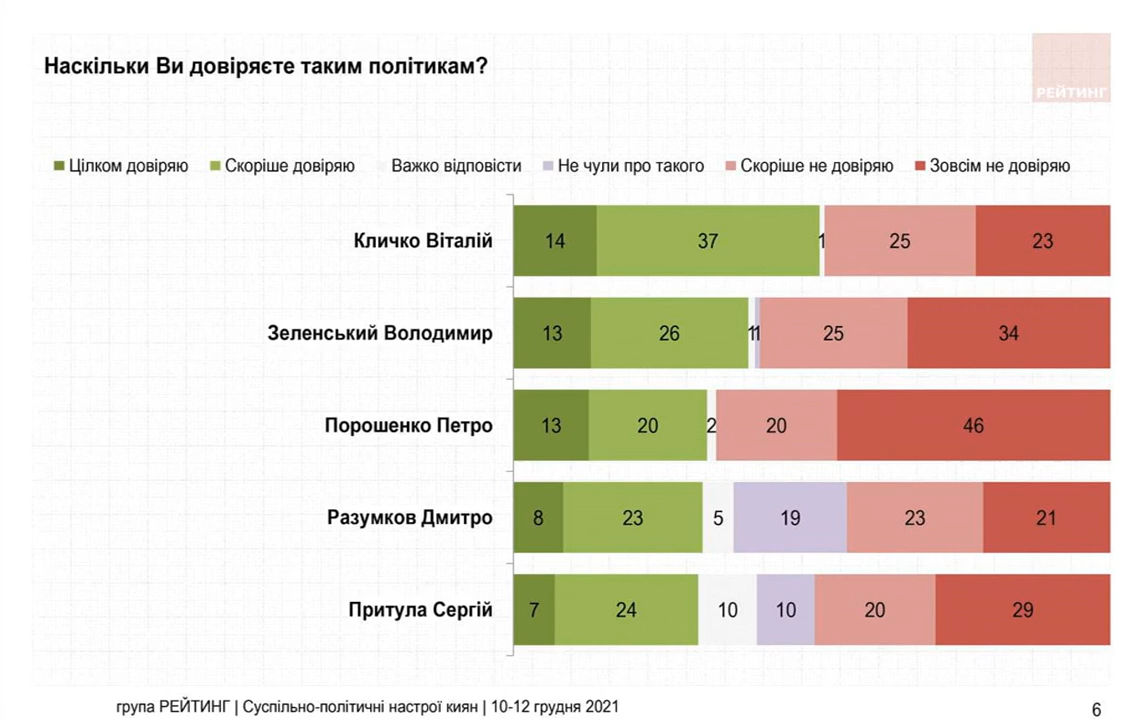 Наскільки Ви довіряєте таким політикам?
РЕЙТИНГ
Цілком довіряю Скоріше довіряю Важко відповісти Не чули про такого Скоріше не довіряю Зовсім не довіряю
Кличко Віталій 14 37 1 25 23
Зеленський Володимир 13 26 1 1 25 34
Порошенко Петро 13 20 2 20 46
Разумков Дмитро 8 23 5 19 23 21
Притула Сергій 7 24 10 10 20 29
група РЕЙТИНГ | Суспільно-політичні настрої киян | 10-12 грудня 2021
6